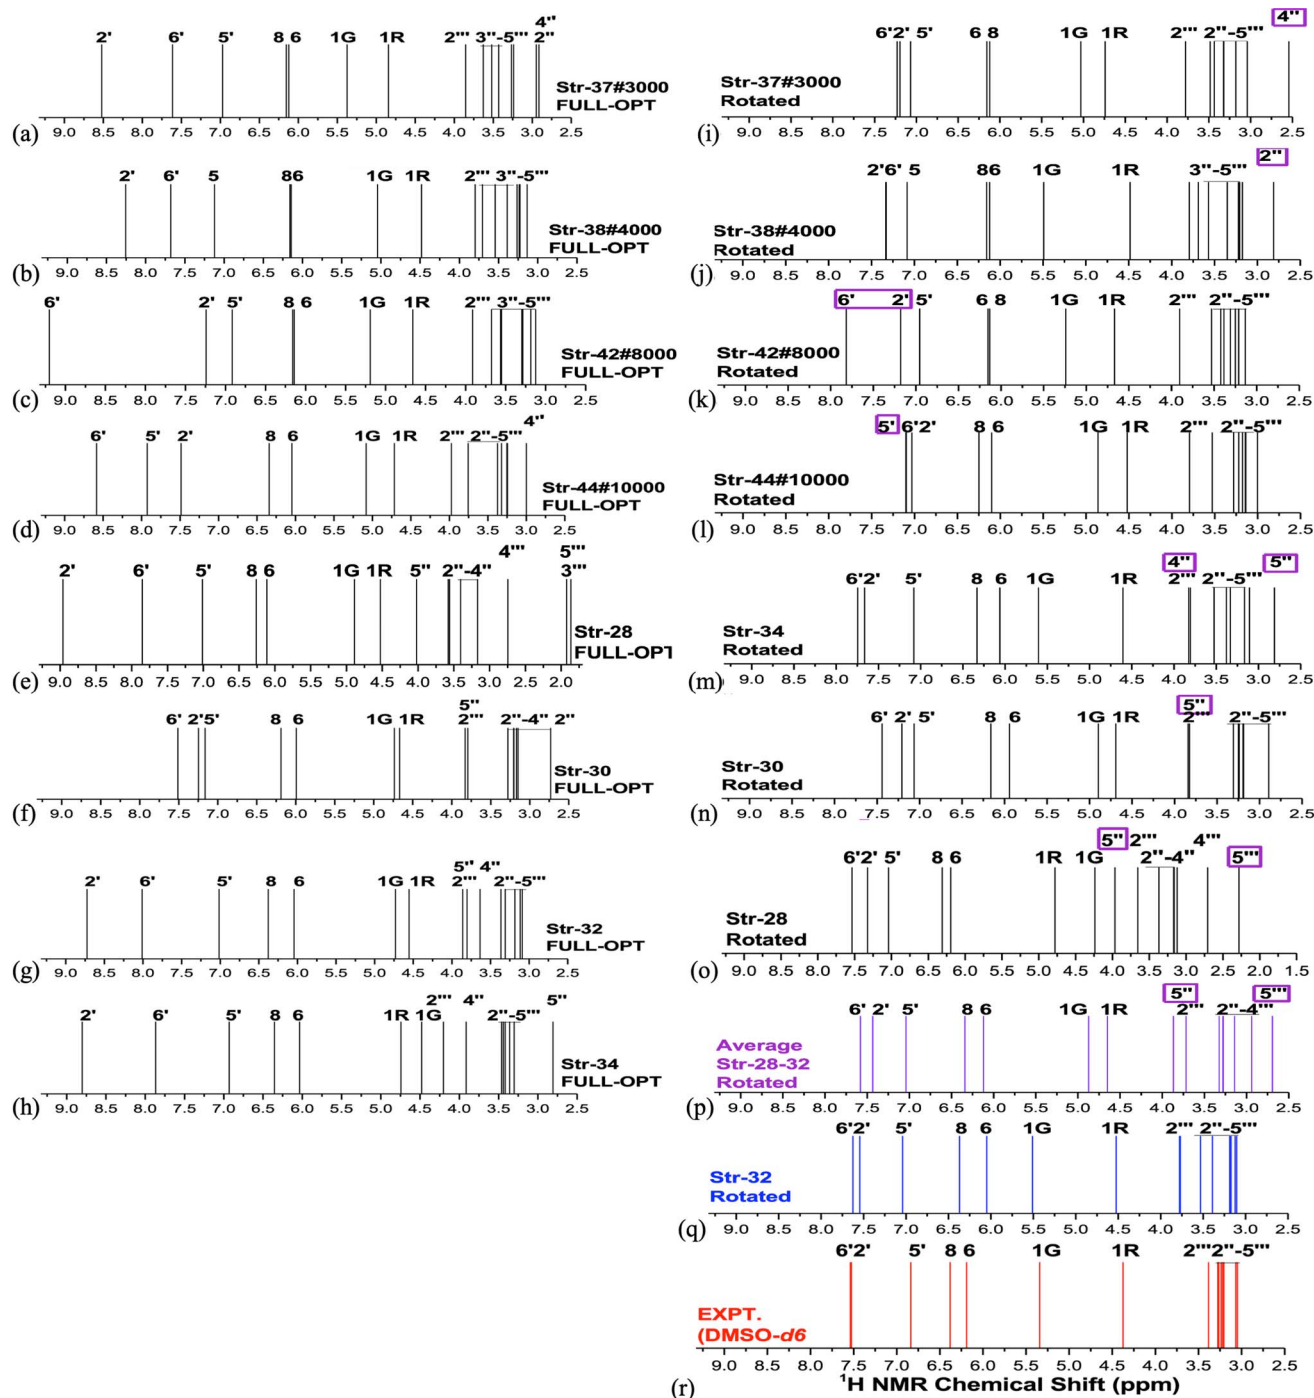 2' 6' 5' 8 6 1G 1R 2''' 3''-5''' 4'' 2''
Str-37#3000
FULL-OPT
(a) 9.0 8.5 8.0 7.5 7.0 6.5 6.0 5.5 5.0 4.5 4.0 3.5 3.0 2.5
2' 6' 5 86 1G 1R 2''' 3''-5'''
Str-38#4000
FULL-OPT
(b) 9.0 8.5 8.0 7.5 7.0 6.5 6.0 5.5 5.0 4.5 4.0 3.5 3.0 2.5
6' 2' 5' 8 6 1G 1R 2''' 3''-5'''
Str-42#8000
FULL-OPT
(c) 9.0 8.5 8.0 7.5 7.0 6.5 6.0 5.5 5.0 4.5 4.0 3.5 3.0 2.5
4''
6' 5' 2' 8 6 1G 1R 2''' 2''-5'''
Str-44#10000
FULL-OPT
(d) 9.0 8.5 8.0 7.5 7.0 6.5 6.0 5.5 5.0 4.5 4.0 3.5 3.0 2.5
4''' 5'''
2' 6' 5' 8 6 1G 1R 5'' 2''-4'' 3'''
Str-28
FULL-OPT
(e) 9.0 8.5 8.0 7.5 7.0 6.5 6.0 5.5 5.0 4.5 4.0 3.5 3.0 2.5 2.0
5''
6' 2'5' 8 6 1G 1R 2''' 2''-4'' 2''
Str-30
FULL-OPT
(f) 9.0 8.5 8.0 7.5 7.0 6.5 6.0 5.5 5.0 4.5 4.0 3.5 3.0 2.5
5'' 4''
2' 6' 5' 8 6 1G 1R 2''' 2''-5'''
Str-32
FULL-OPT
(g) 9.0 8.5 8.0 7.5 7.0 6.5 6.0 5.5 5.0 4.5 4.0 3.5 3.0 2.5
2''' 4'' 5''
2' 6' 5' 8 6 1R 1G 2''-5'''
Str-34
FULL-OPT
(h) 9.0 8.5 8.0 7.5 7.0 6.5 6.0 5.5 5.0 4.5 4.0 3.5 3.0 2.5
4''
6'2' 5' 6 8 1G 1R 2''' 2''-5'''
Str-37#3000
Rotated
(i) 9.0 8.5 8.0 7.5 7.0 6.5 6.0 5.5 5.0 4.5 4.0 3.5 3.0 2.5
2''
2'6' 5 86 1G 1R 3''-5'''
Str-38#4000
Rotated
(j) 9.0 8.5 8.0 7.5 7.0 6.5 6.0 5.5 5.0 4.5 4.0 3.5 3.0 2.5
6' 2' 5' 6 8 1G 1R 2''' 2''-5'''
Str-42#8000
Rotated
(k) 9.0 8.5 8.0 7.5 7.0 6.5 6.0 5.5 5.0 4.5 4.0 3.5 3.0 2.5
5' 6'2' 8 6 1G 1R 2''' 2''-5'''
Str-44#10000
Rotated
(l) 9.0 8.5 8.0 7.5 7.0 6.5 6.0 5.5 5.0 4.5 4.0 3.5 3.0 2.5
4'' 5''
6'2' 5' 8 6 1G 1R 2''' 2''-5'''
Str-34
Rotated
(m) 9.0 8.5 8.0 7.5 7.0 6.5 6.0 5.5 5.0 4.5 4.0 3.5 3.0 2.5
5''
6' 2' 5' 8 6 1G 1R 2''' 2''-5'''
Str-30
Rotated
(n) 9.0 8.5 8.0 7.5 7.0 6.5 6.0 5.5 5.0 4.5 4.0 3.5 3.0 2.5
5'' 2''' 4'''
6'2' 5' 8 6 1R 1G 2''-4'' 5'''
Str-28
Rotated
(o) 9.0 8.5 8.0 7.5 7.0 6.5 6.0 5.5 5.0 4.5 4.0 3.5 3.0 2.5 2.0 1.5
5'' 5'''
6' 2' 5' 8 6 1G 1R 2''' 2''-4'''
Average
Str-28-32
Rotated
(p) 9.0 8.5 8.0 7.5 7.0 6.5 6.0 5.5 5.0 4.5 4.0 3.5 3.0 2.5
6'2' 5' 8 6 1G 1R 2''' 2''-5'''
Str-32
Rotated
(q) 9.0 8.5 8.0 7.5 7.0 6.5 6.0 5.5 5.0 4.5 4.0 3.5 3.0 2.5
6'2' 5' 8 6 1G 1R 2'''2''-5'''
EXPT.
(DMSO-d6
9.0 8.5 8.0 7.5 7.0 6.5 6.0 5.5 5.0 4.5 4.0 3.5 3.0 2.5
(r) ¹H NMR Chemical Shift (ppm)